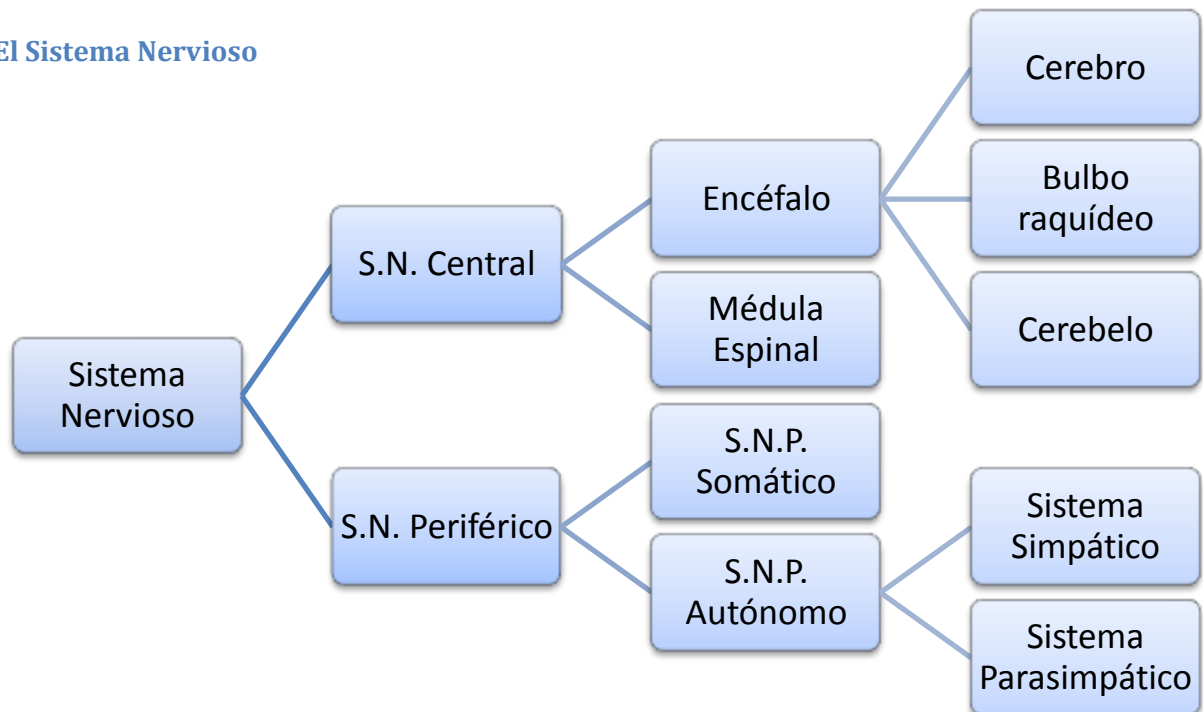 El Sistema Nervioso
Sistema
Nervioso
S.N. Central
Encéfalo
Cerebro
Bulbo
raquídeo
Cerebelo
Médula
Espinal
S.N. Periférico
S.N.P.
Somático
S.N.P.
Autónomo
Sistema
Simpático
Sistema
Parasimpático